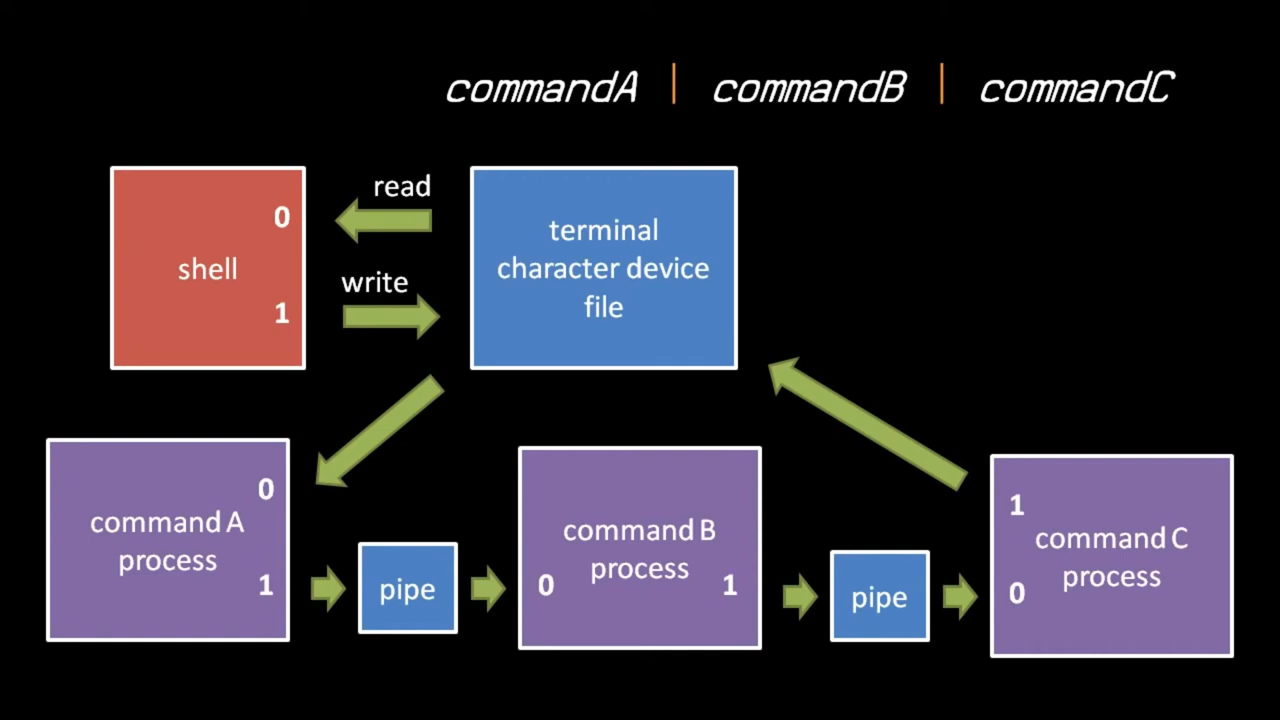 commandA | commandB | commandC
read
0
shell
write
1
terminal
character device
file
0
command A
process
1
pipe
command B
process
0
1
pipe
1
command C
process
0